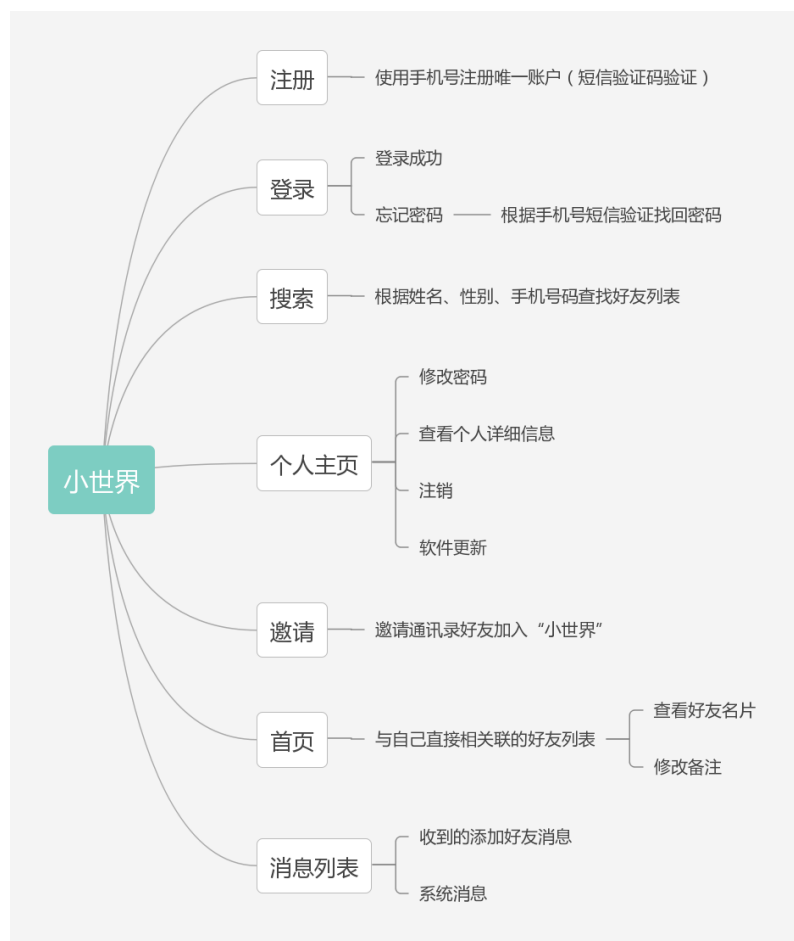 注册
使用手机号注册唯一账户（短信验证码验证）
登录
登录成功
忘记密码
根据手机号短信验证找回密码
搜索
根据姓名、性别、手机号码查找好友列表
小世界
个人主页
修改密码
查看个人详细信息
注销
软件更新
邀请
邀请通讯录好友加入“小世界”
首页
与自己直接相关联的好友列表
查看好友名片
修改备注
消息列表
收到的添加好友消息
系统消息